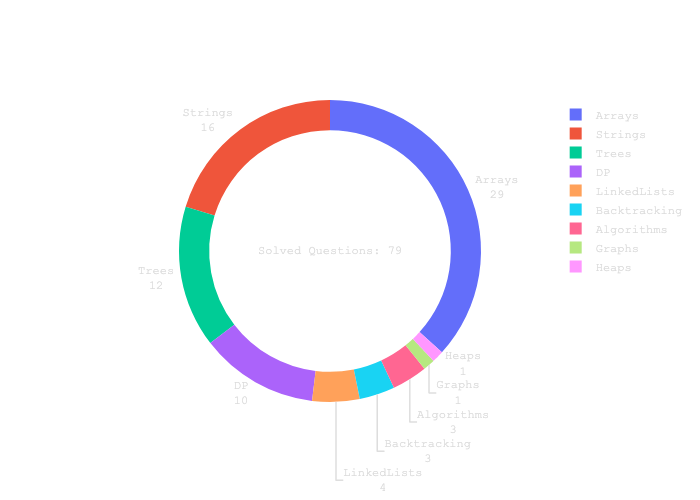 Strings
16
Arrays
29
Solved Questions: 79
Trees
12
DP
10
Heaps
1
Graphs
1
Algorithms
3
Backtracking
3
LinkedLists
4
Arrays
Strings
Trees
DP
LinkedLists
Backtracking
Algorithms
Graphs
Heaps